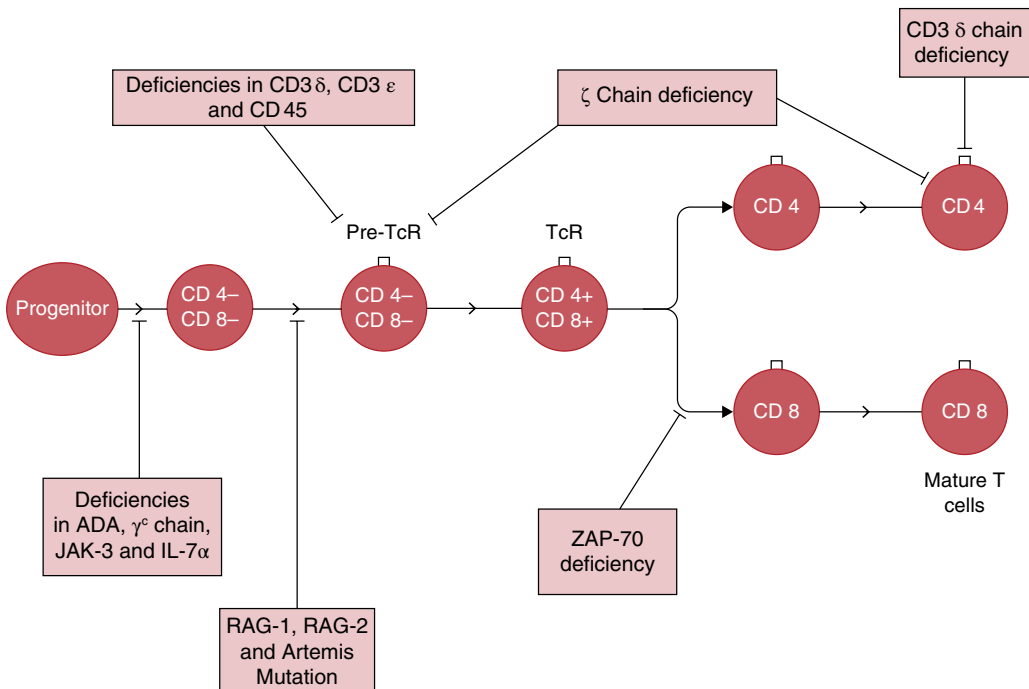 CD3 δ chain
deficiency
Deficiencies in CD3 δ, CD3 ε
and CD 45
ζ Chain deficiency
CD 4
CD 4
Pre-TcR
TcR
Progenitor
CD 4–
CD 8–
CD 4–
CD 8–
CD 4+
CD 8+
CD 8
CD 8
Mature T
cells
Deficiencies
in ADA, γc chain,
JAK-3 and IL-7α
ZAP-70
deficiency
RAG-1, RAG-2
and Artemis
Mutation